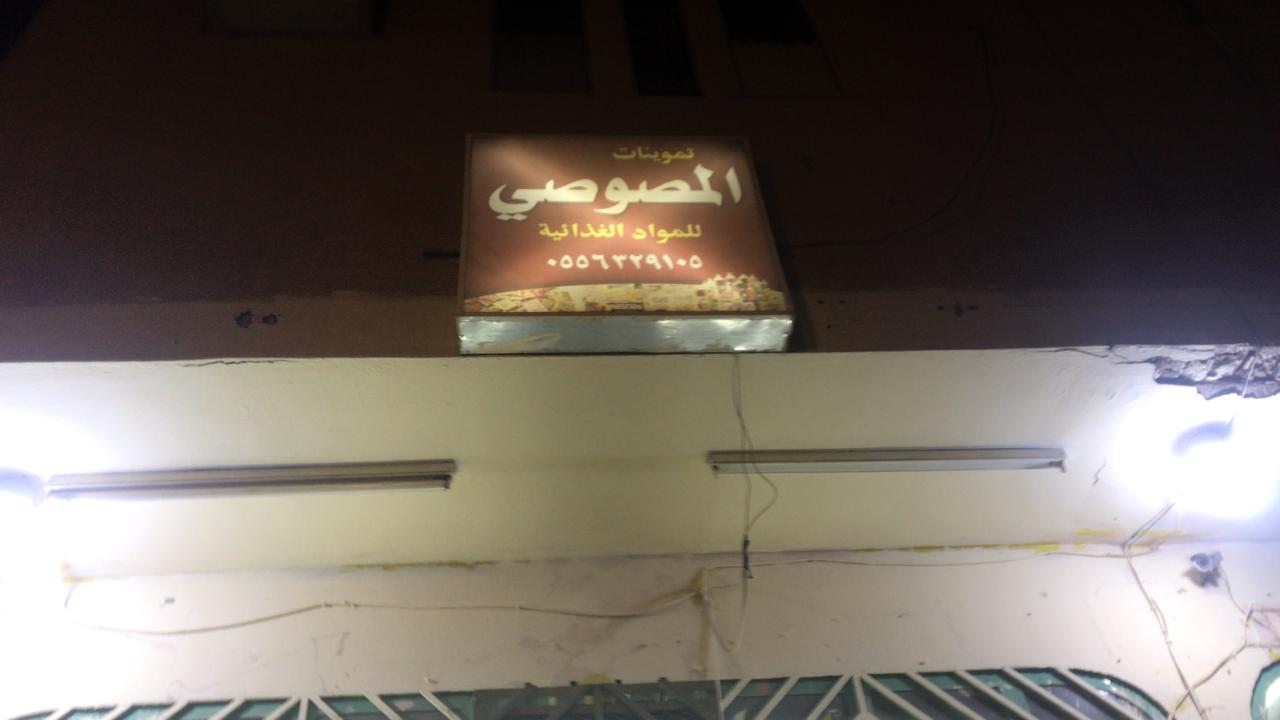 تموينات
المصوصي
للمواد الغذائية
٠٥٥٦٣٢٩١٠٥